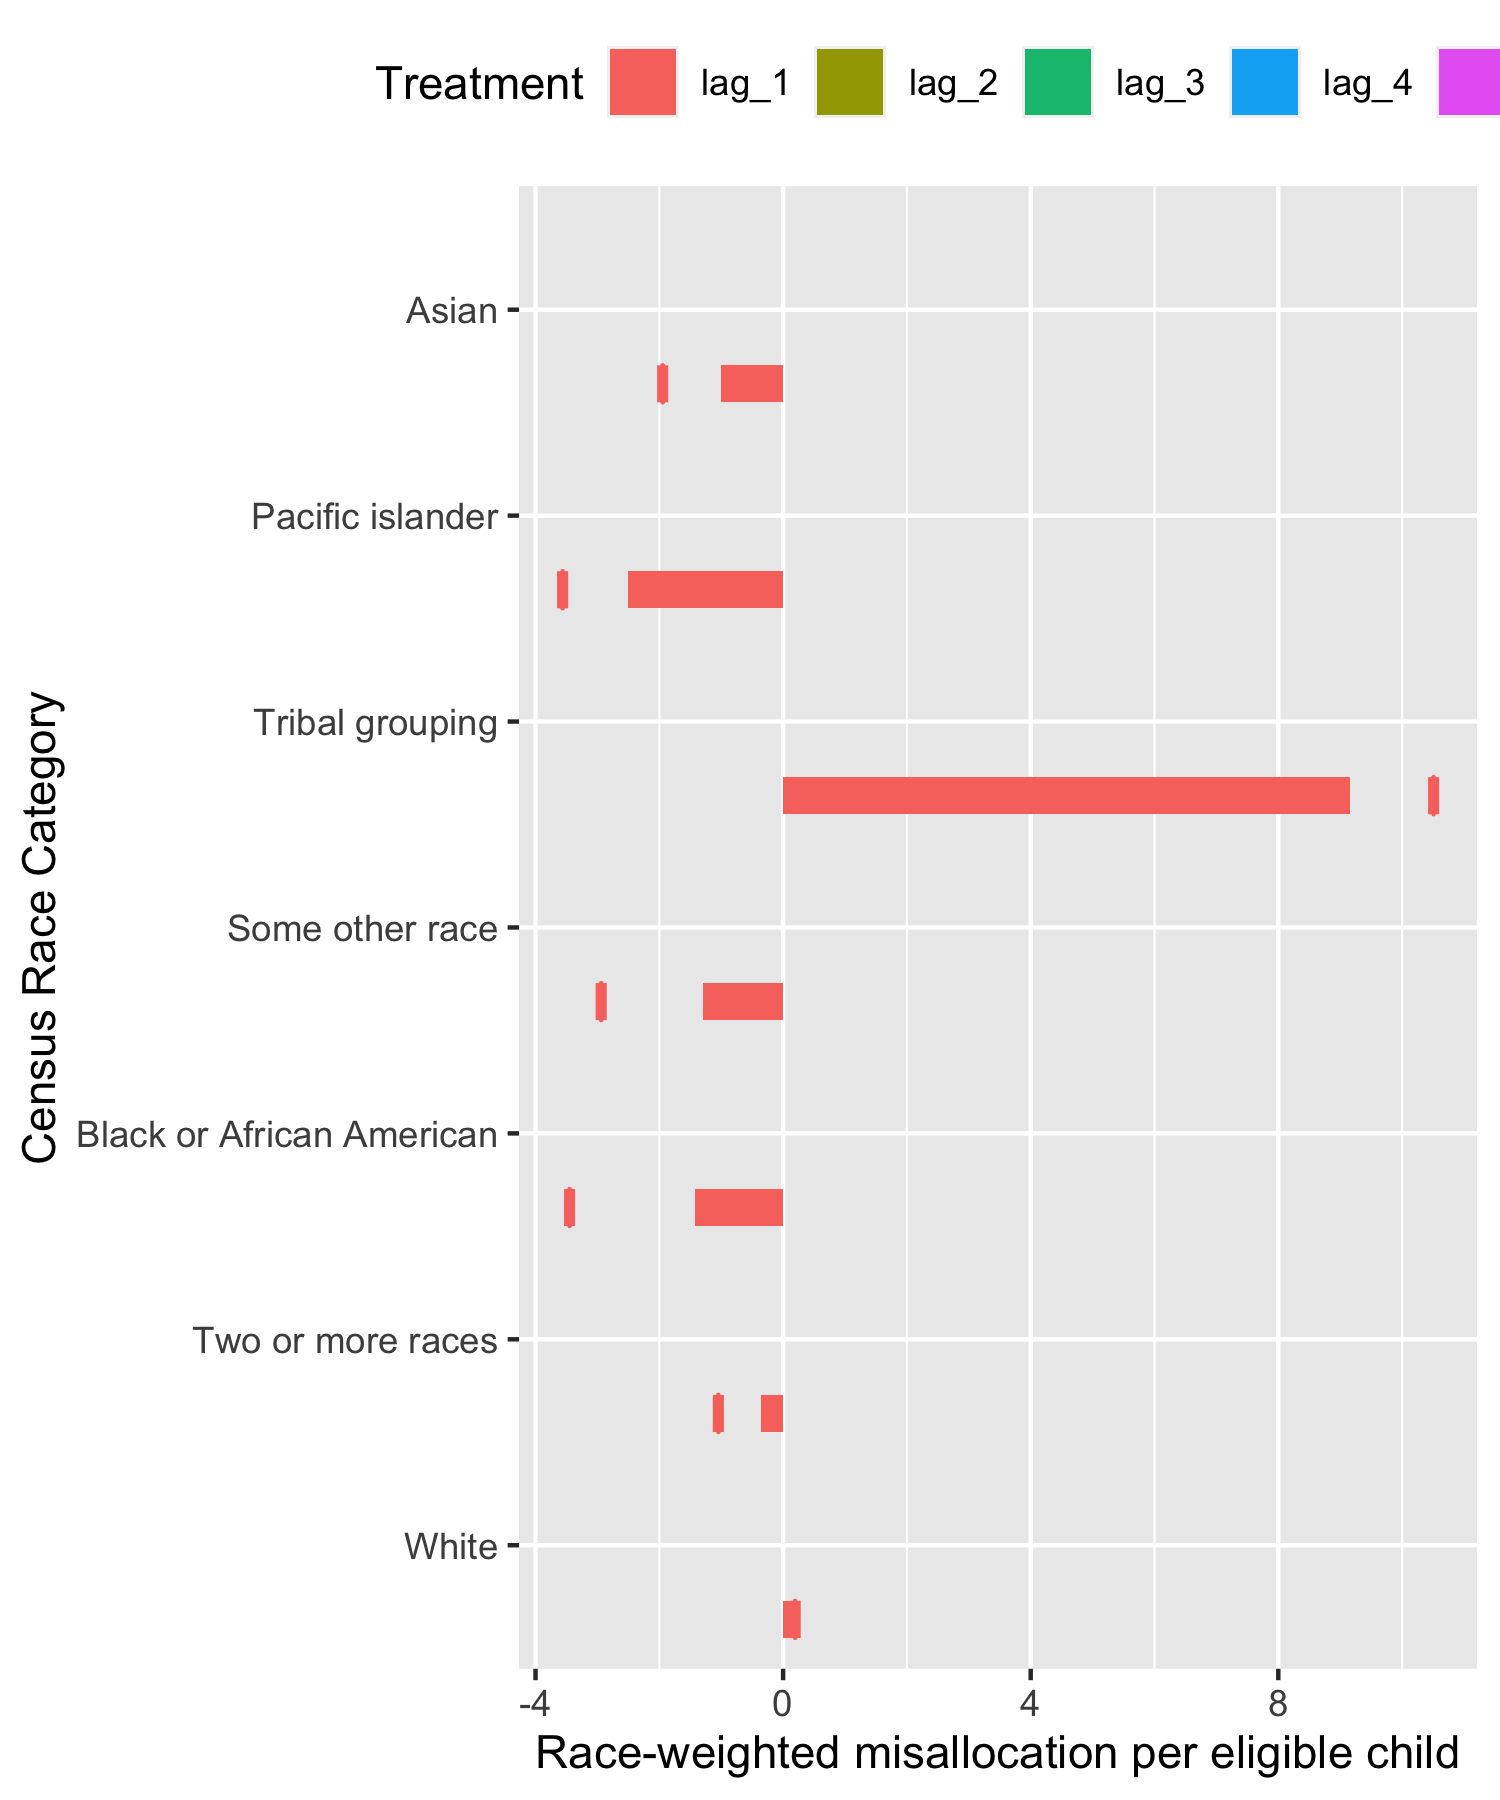 Treatment lag_1 lag_2 lag_3 lag_4
Asian
Pacific islander
Tribal grouping
Some other race
Black or African American
Two or more races
White
Census Race Category
-4 0 4 8
Race-weighted misallocation per eligible child